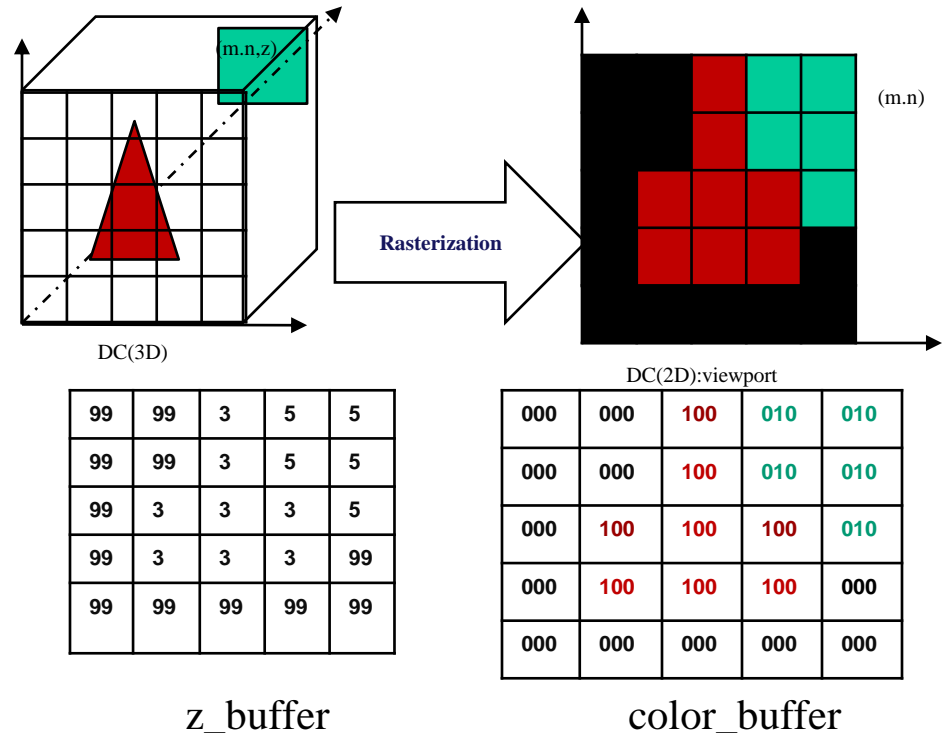 (m.n,z)
(m.n)
Rasterization
DC(3D)
DC(2D):viewport
99 99 3 5 5
99 99 3 5 5
99 3 3 3 5
99 3 3 3 99
99 99 99 99 99
z_buffer
000 000 100 010 010
000 000 100 010 010
000 100 100 100 010
000 100 100 100 000
000 000 000 000 000
color_buffer